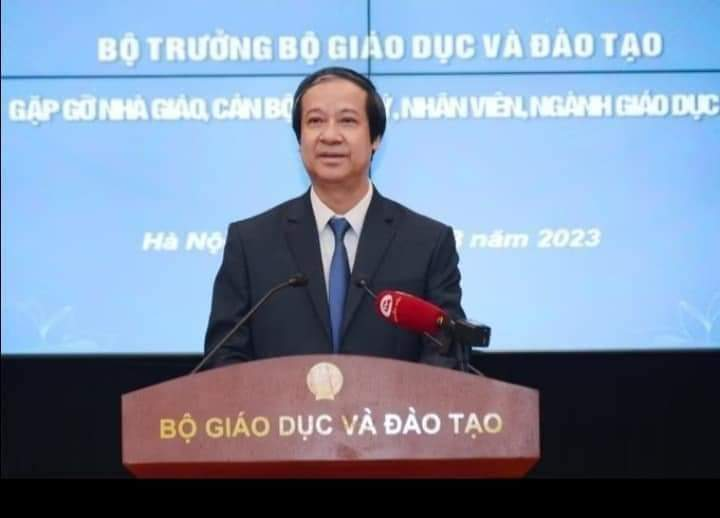 BỘ TRƯỞNG BỘ GIÁO DỤC VÀ ĐÀO TẠO
GẶP GỠ NHÀ GIÁO, CÁN BỘ NHÂN VIÊN, NGÀNH GIÁO DỤC
Hà Nộ năm 2023
BỘ GIÁO DỤC VÀ ĐÀO TẠO